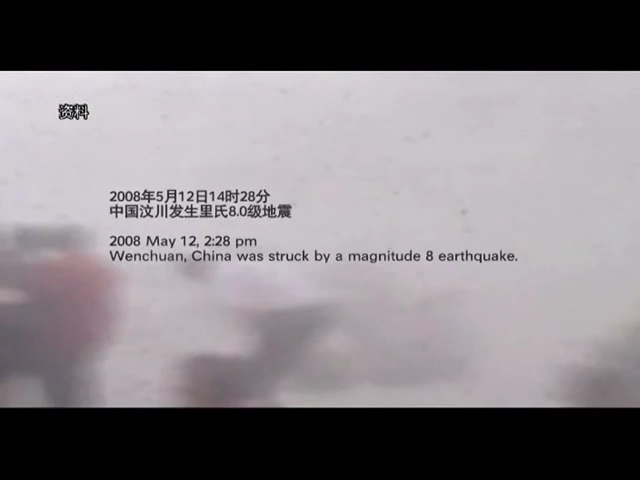 资料
2008年5月12日14时28分
中国汶川发生里氏8.0级地震
2008 May 12, 2:28 pm
Wenchuan, China was struck by a magnitude 8 earthquake.